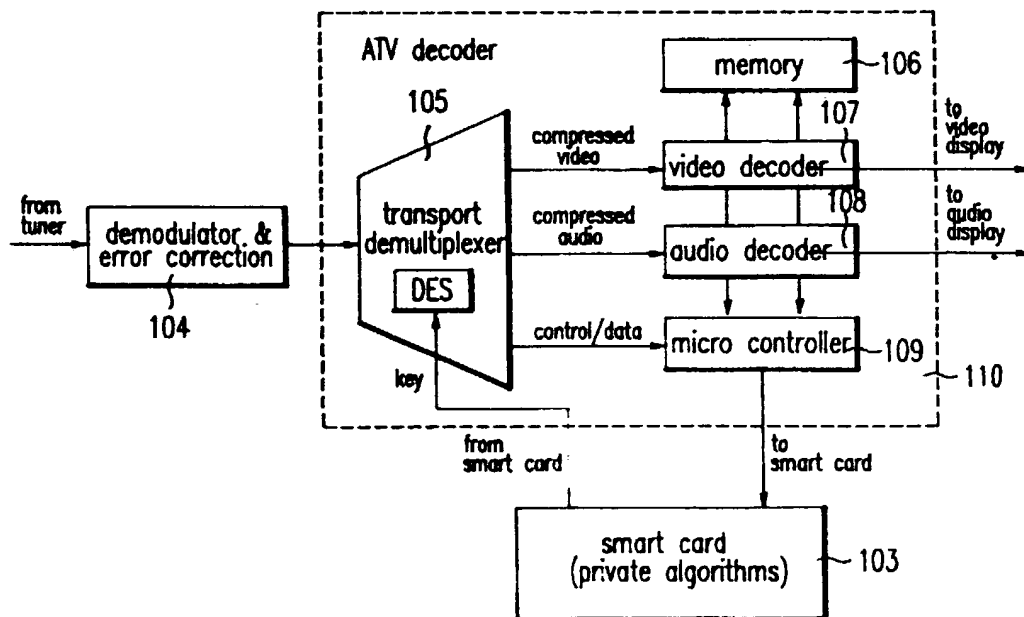 ATV decoder
105
memory
106
107
to
video
display
compressed
video
video decoder
108
from
tuner
demodulator &
error correction
104
transport
demultiplexer
compressed
audio
audio decoder
to
audio
display
DES
control/data
micro controller
109
110
key
from
smart card
to
smart card
smart card
(private algorithms)
103